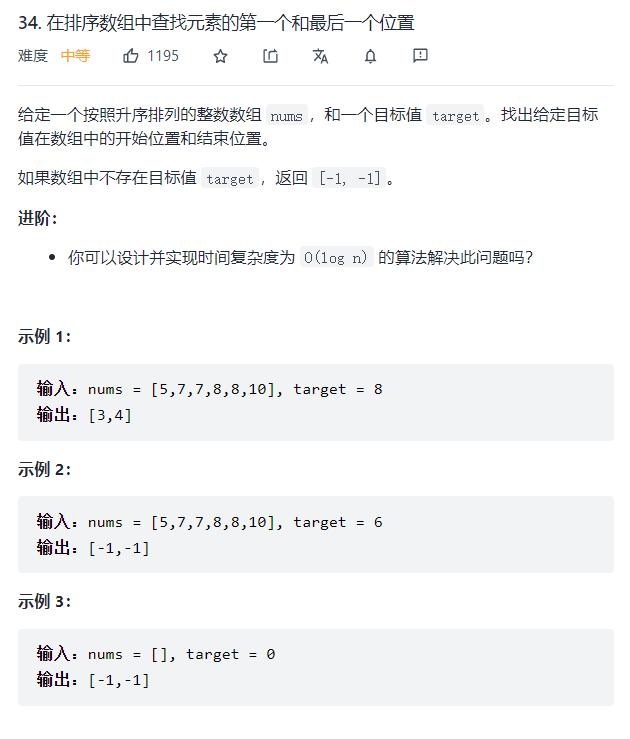 34. 在排序数组中查找元素的第一个和最后一个位置
难度 中等 1195
给定一个按照升序排列的整数数组 nums，和一个目标值 target。找出给定目标
值在数组中的开始位置和结束位置。
如果数组中不存在目标值 target，返回 [-1, -1]。
进阶：
• 你可以设计并实现时间复杂度为 O(log n) 的算法解决此问题吗？
示例 1：
输入：nums = [5,7,7,8,8,10], target = 8
输出：[3,4]
示例 2：
输入：nums = [5,7,7,8,8,10], target = 6
输出：[-1,-1]
示例 3：
输入：nums = [], target = 0
输出：[-1,-1]